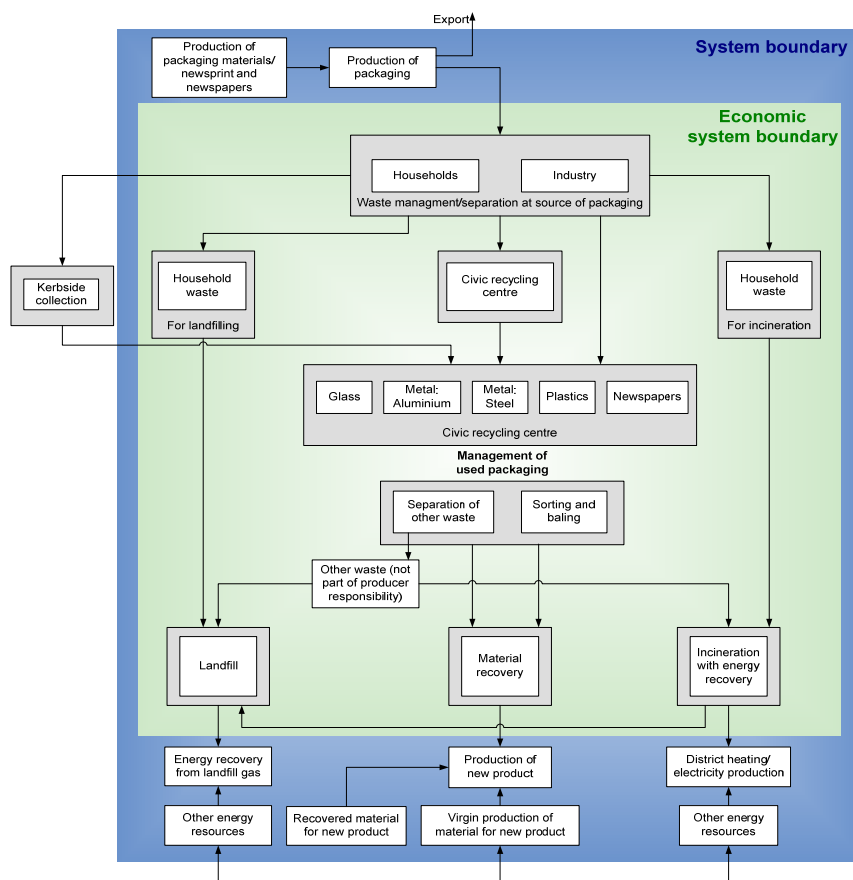 Export
System boundary
Production of
packaging materials/
newsprint and
newspapers
Production of
packaging
Economic
system boundary
Households
Industry
Waste managment/separation at source of packaging
Kerbside
collection
Household
waste
For landfilling
Civic recycling
centre
Household
waste
For incineration
Glass
Metal:
Aluminium
Metal:
Steel
Plastics
Newspapers
Civic recycling centre
Management of
used packaging
Separation of
other waste
Sorting and
baling
Other waste (not
part of producer
responsibility)
Landfill
Material
recovery
Incineration
with energy
recovery
Energy recovery
from landfill gas
Production of
new product
District heating/
electricity production
Other energy
resources
Recovered material
for new product
Virgin production of
material for new product
Other energy
resources